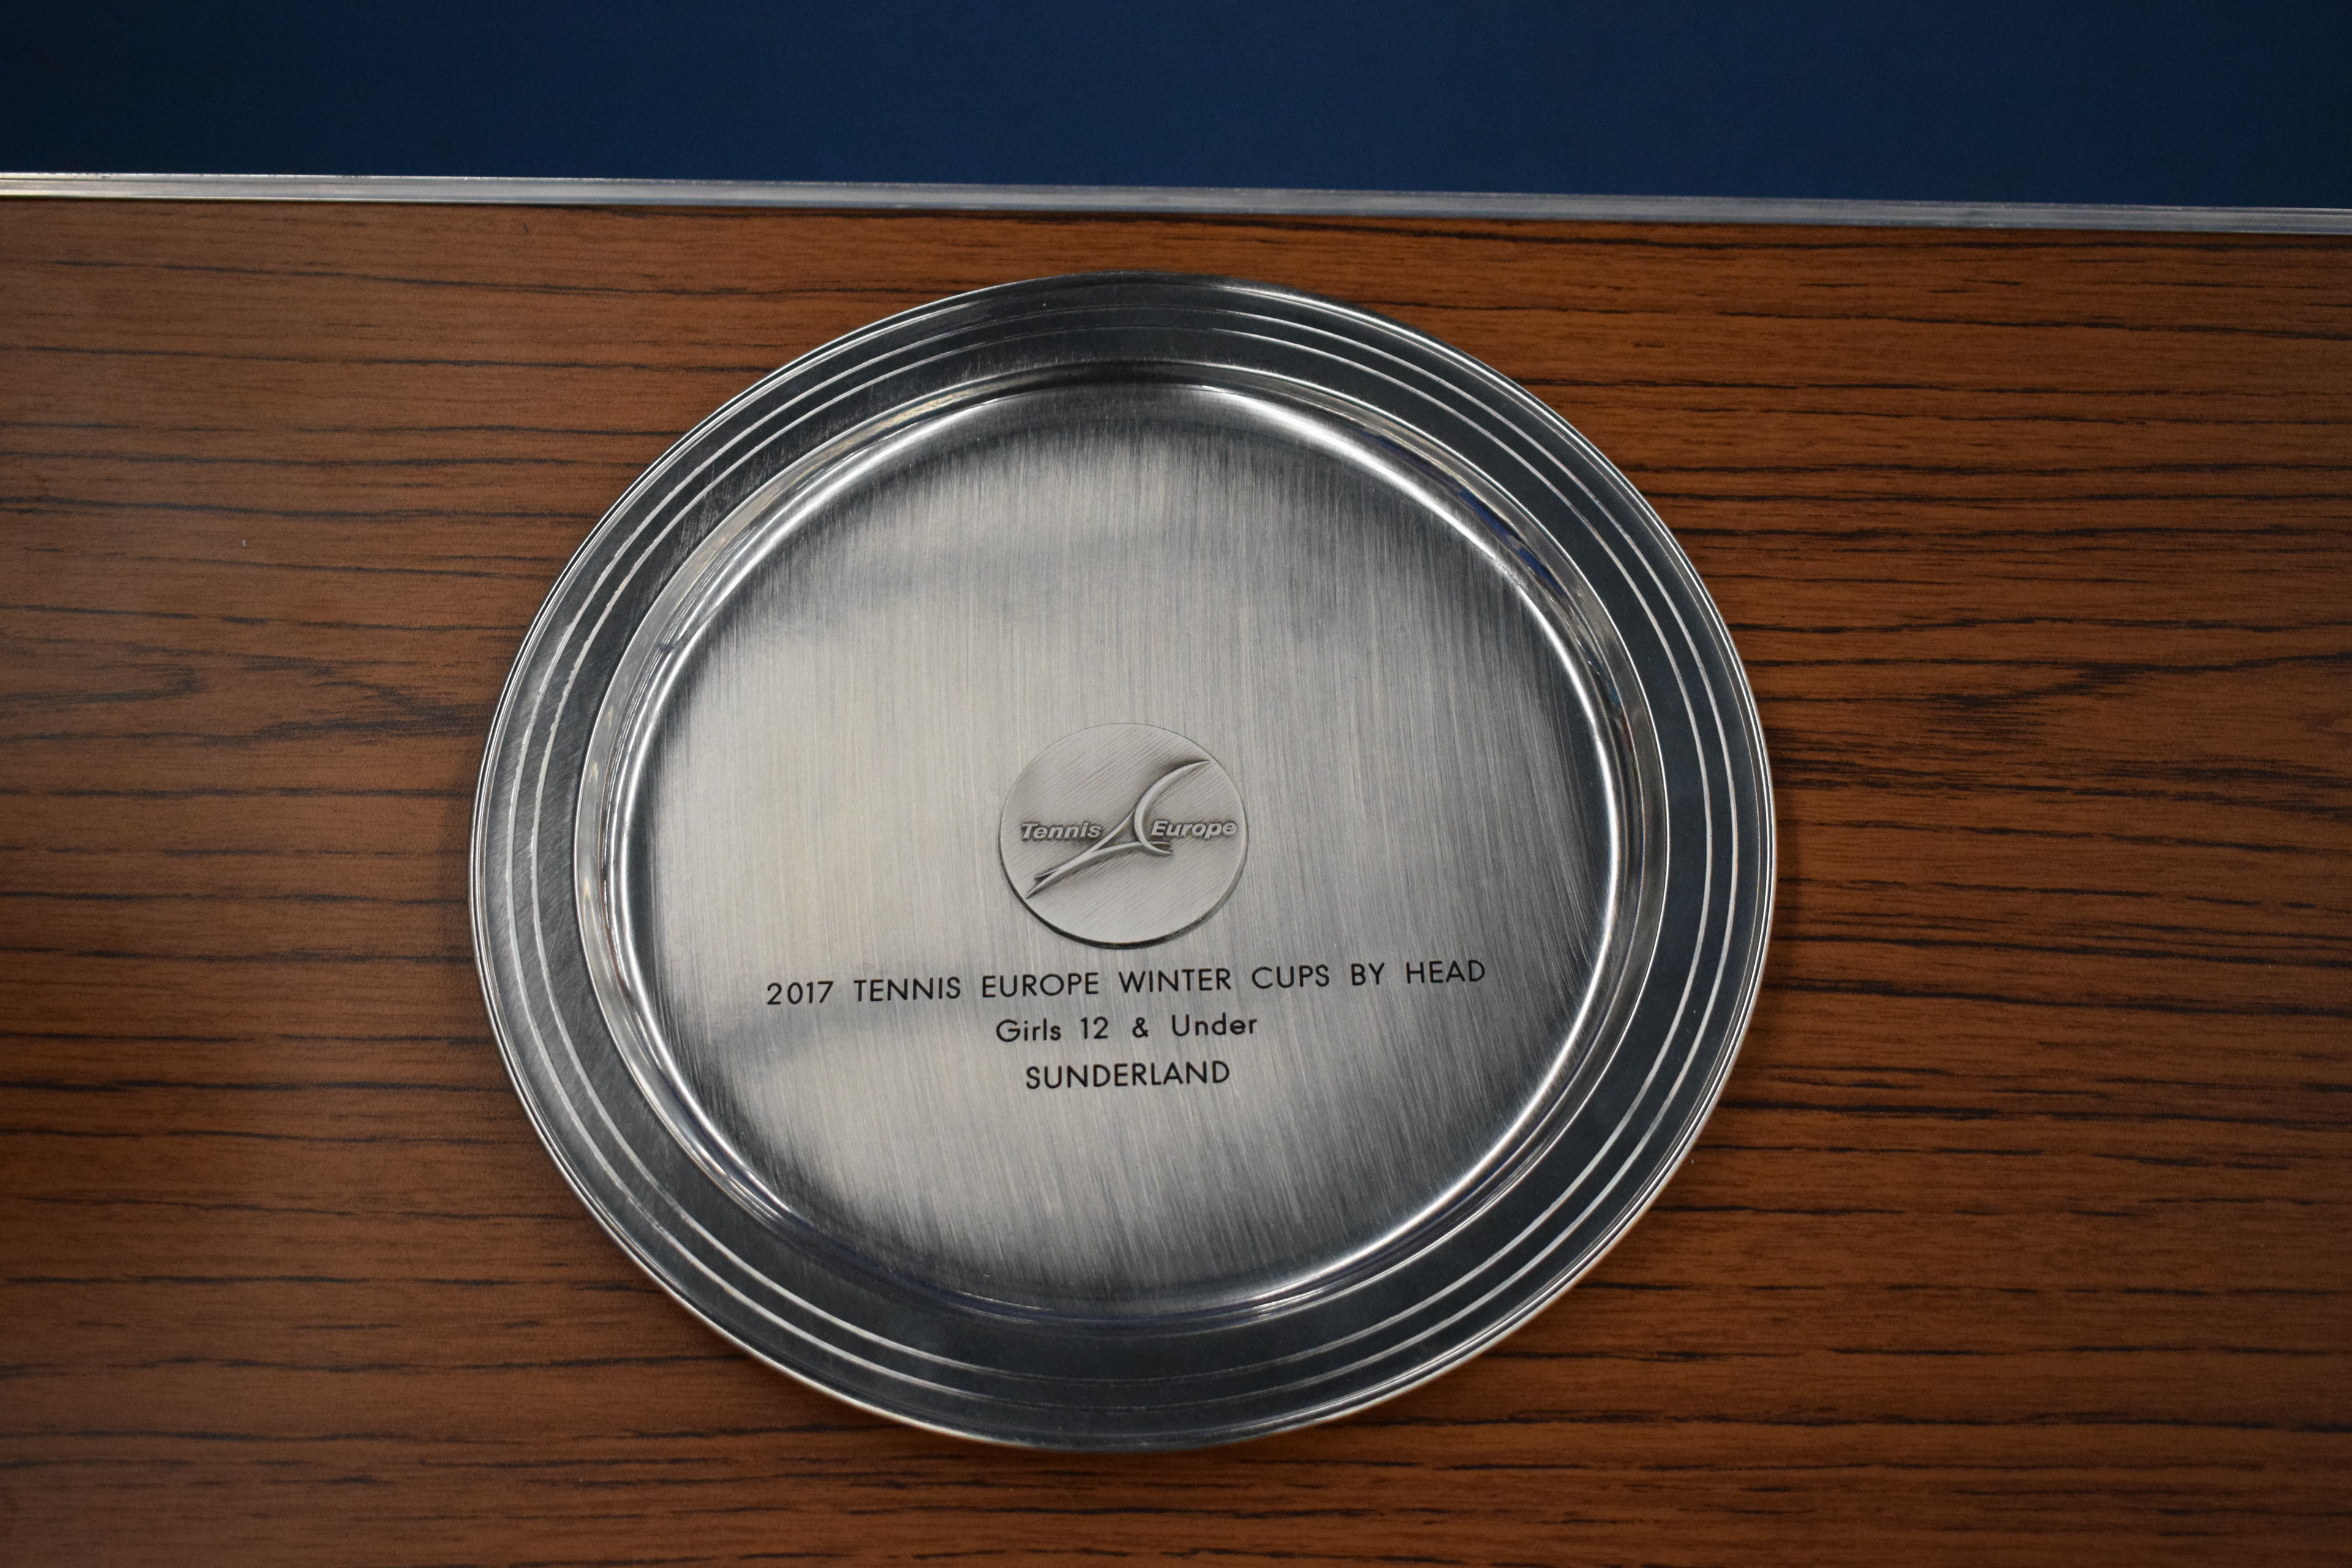 Tennis Europe
2017 TENNIS EUROPE WINTER CUPS BY HEAD
Girls 12 & Under
SUNDERLAND